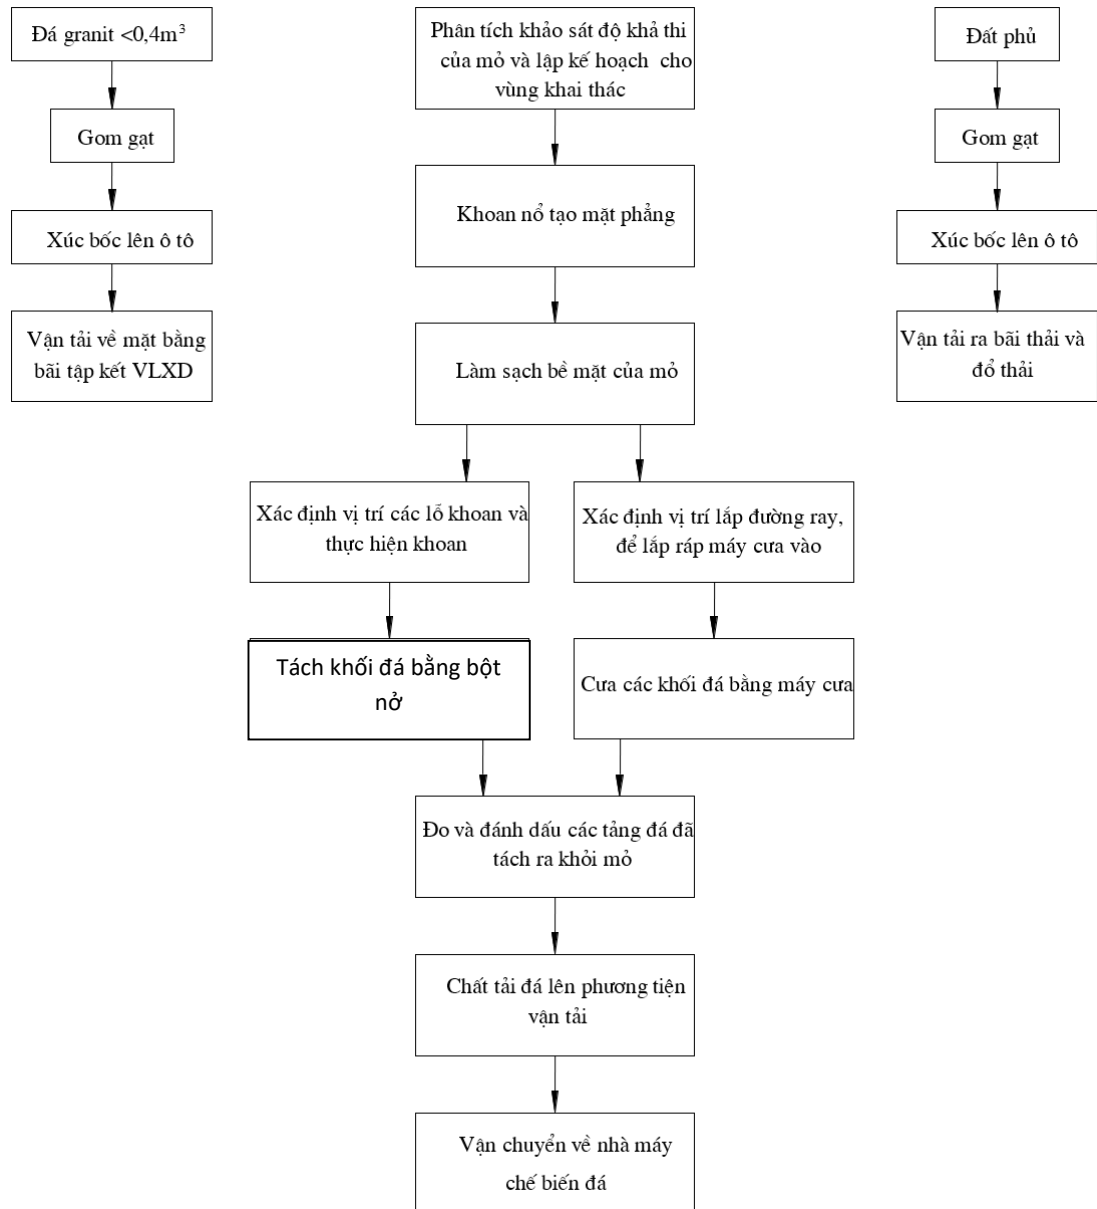 Đá granit <0,4m³
Gom gạt
Xúc bốc lên ô tô
Vận tải về mặt bằng
bãi tập kết VLXD
Phân tích khảo sát độ khả thi
của mỏ và lập kế hoạch cho
vùng khai thác
Khoan nổ tạo mặt phẳng
Làm sạch bề mặt của mỏ
Xác định vị trí các lỗ khoan và
thực hiện khoan
Tách khối đá bằng bột
nở
Xác định vị trí lắp đường ray,
để lắp ráp máy cưa vào
Cưa các khối đá bằng máy cưa
Đo và đánh dấu các tảng đá đã
tách ra khỏi mỏ
Chất tải đá lên phương tiện
vận tải
Vận chuyển về nhà máy
chế biến đá
Đất phủ
Gom gạt
Xúc bốc lên ô tô
Vận tải ra bãi thải và
đổ thải